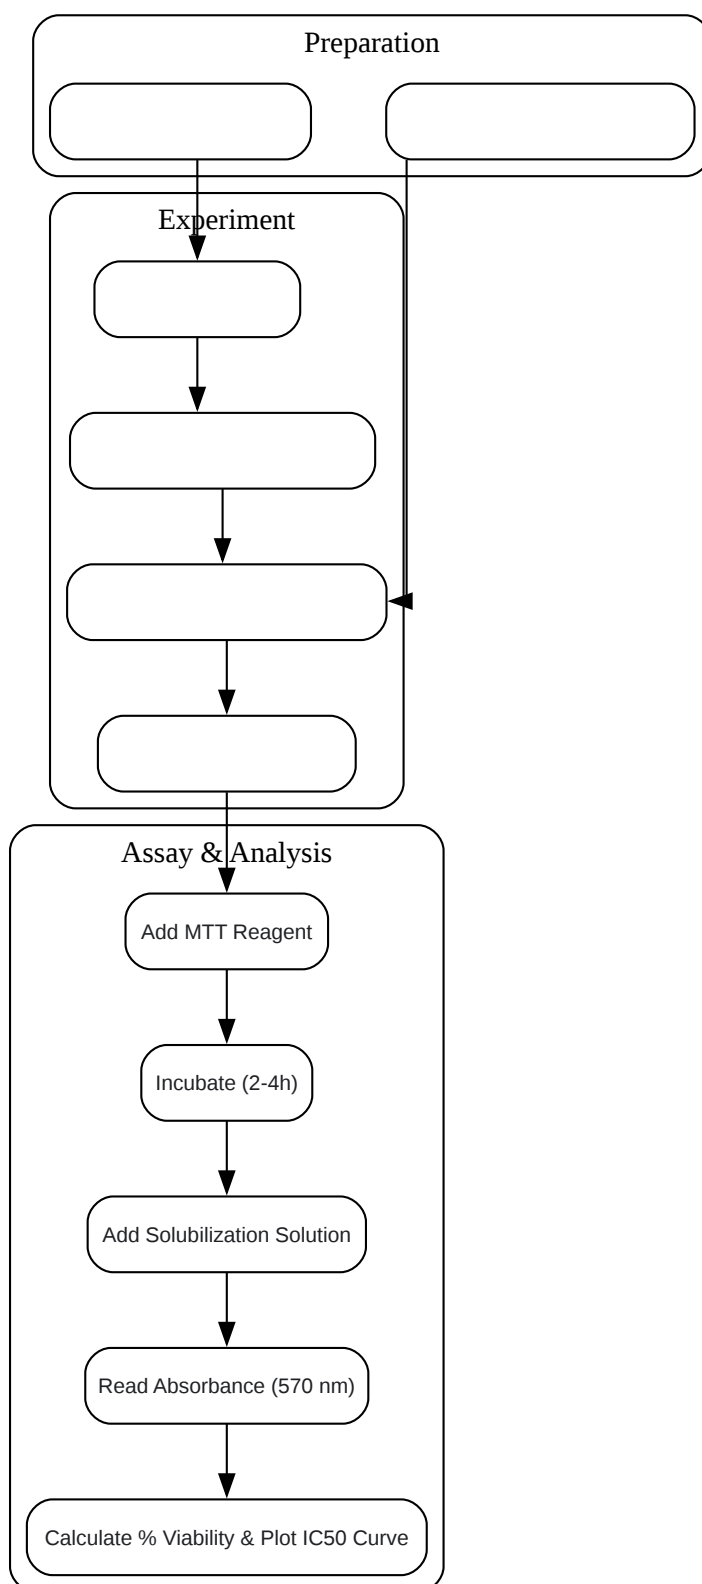 Preparation
Experiment
Assay & Analysis
Add MTT Reagent
Incubate (2-4h)
Add Solubilization Solution
Read Absorbance (570 nm)
Calculate % Viability & Plot IC50 Curve